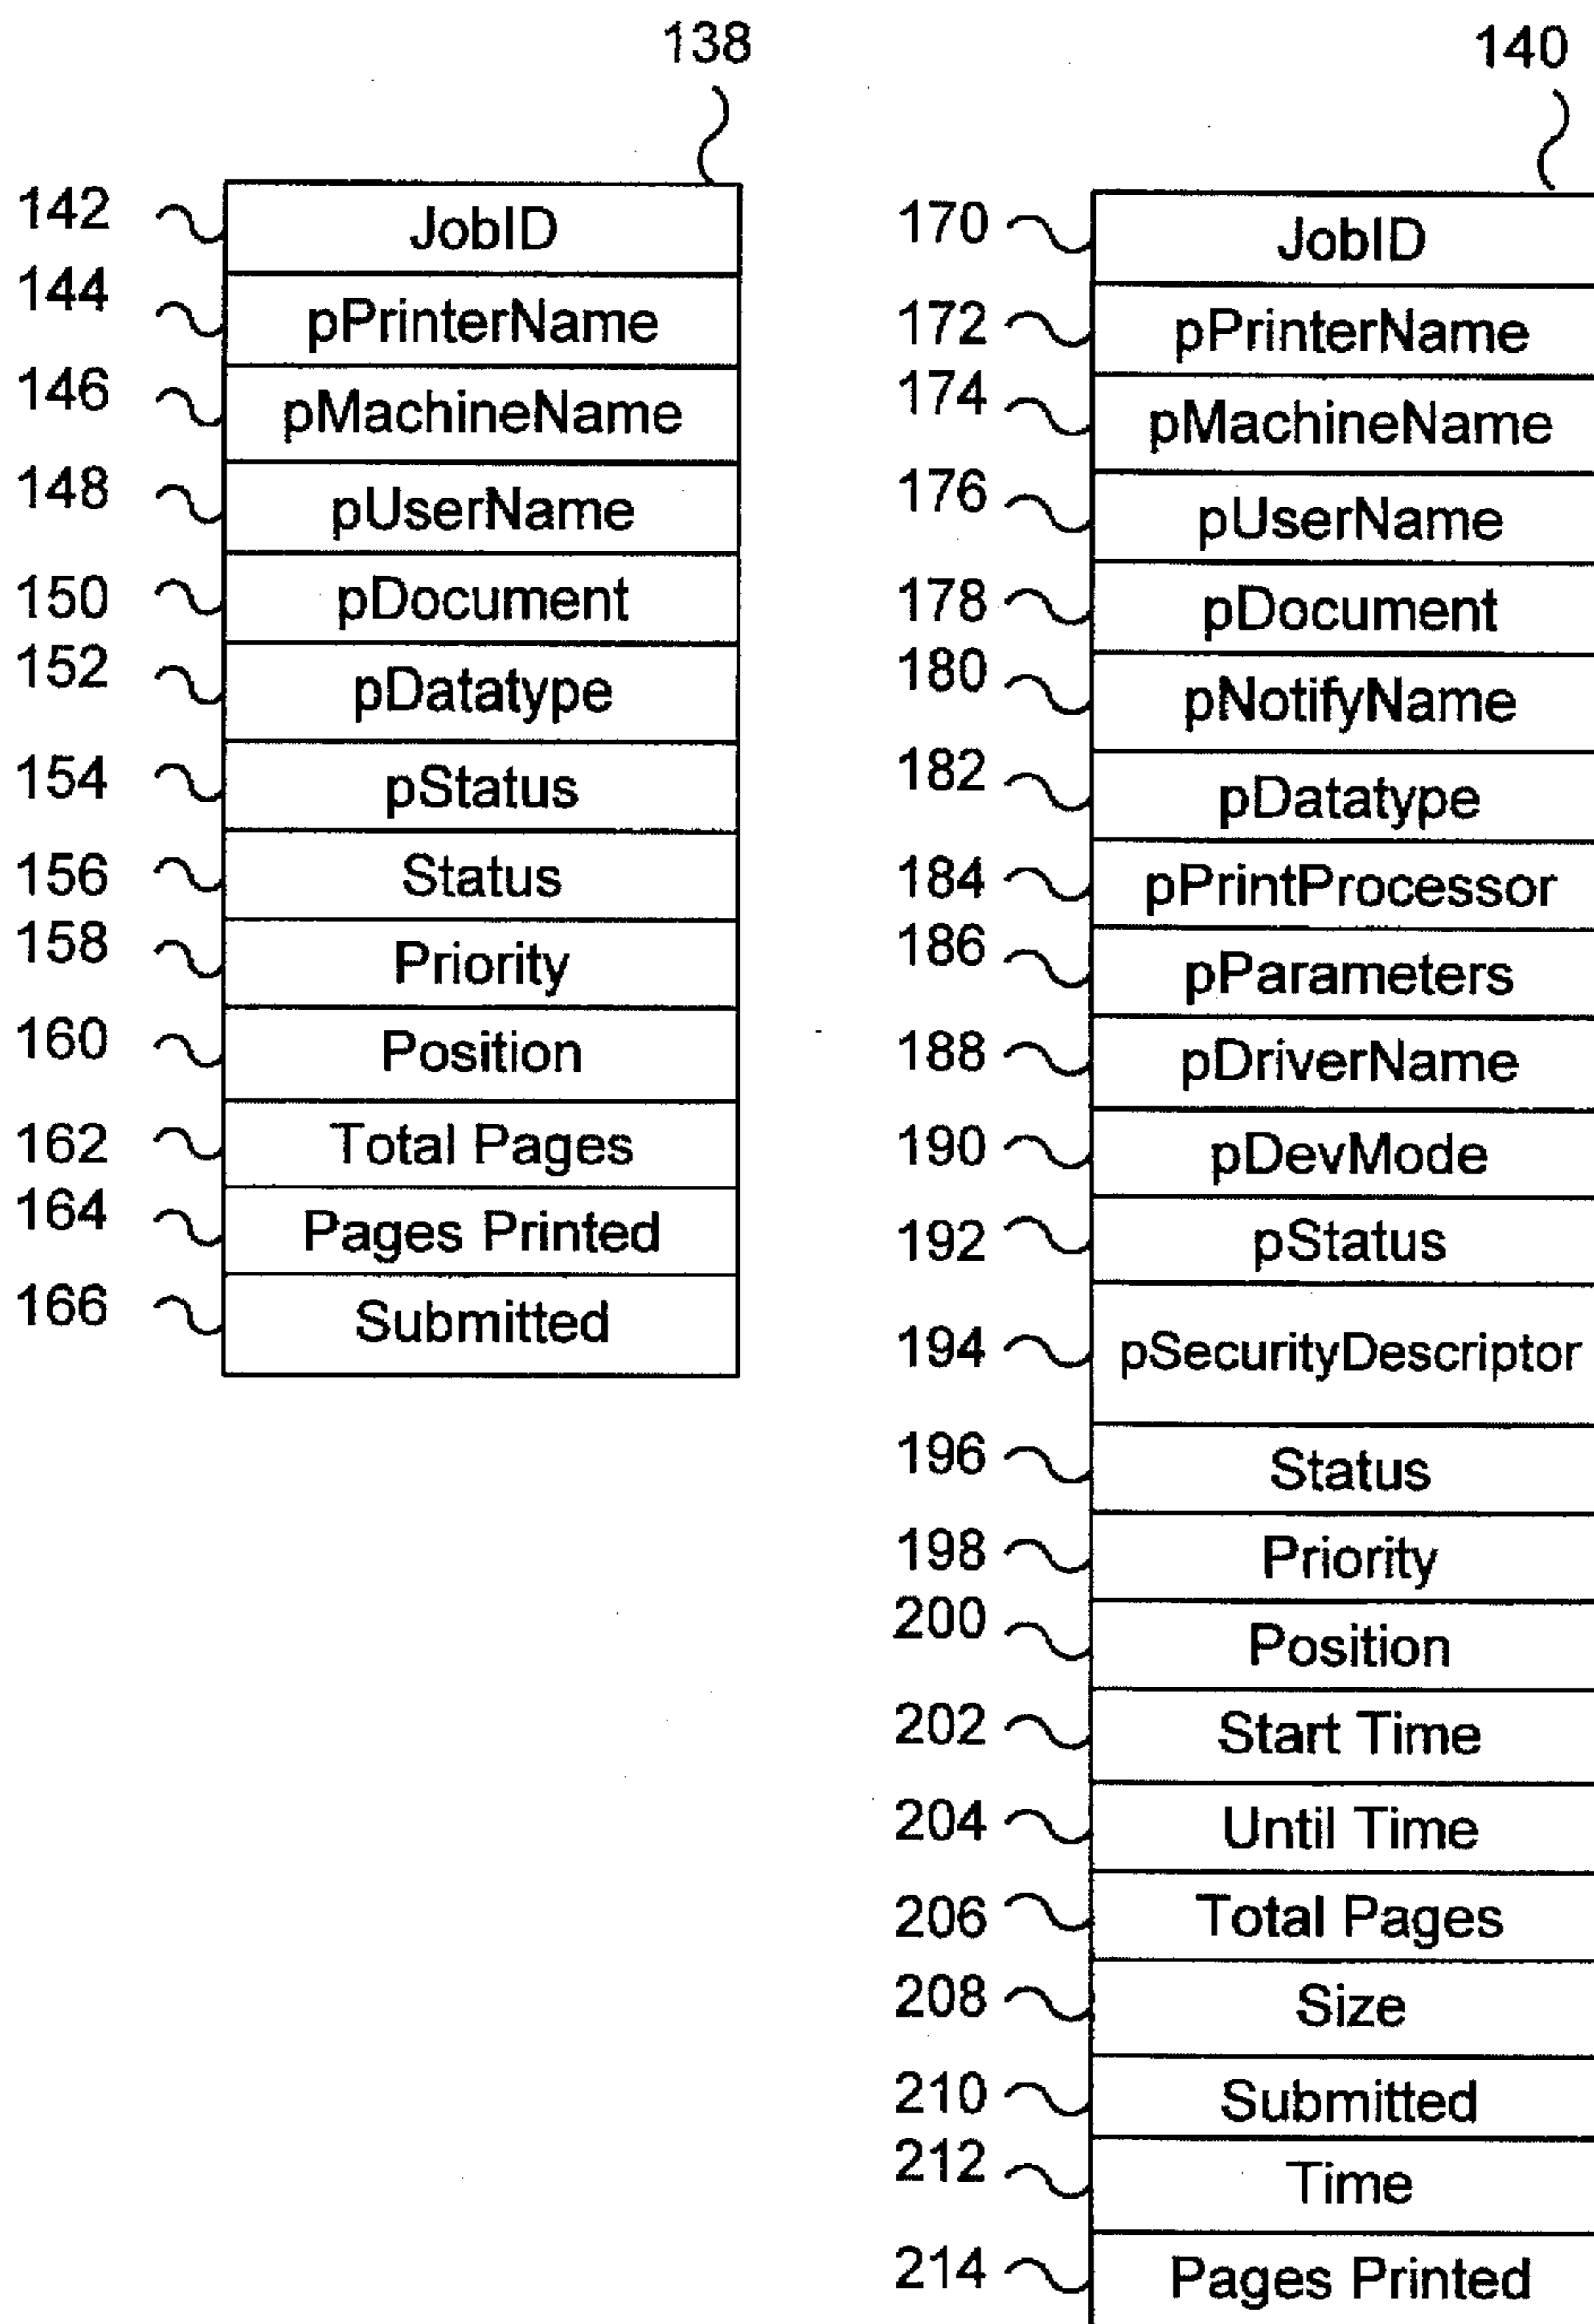 138
142 JobID
144 pPrinterName
146 pMachineName
148 pUserName
150 pDocument
152 pDatatype
154 pStatus
156 Status
158 Priority
160 Position
162 Total Pages
164 Pages Printed
166 Submitted
140
170 JobID
172 pPrinterName
174 pMachineName
176 pUserName
178 pDocument
180 pNotifyName
182 pDatatype
184 pPrintProcessor
186 pParameters
188 pDriverName
190 pDevMode
192 pStatus
194 pSecurityDescriptor
196 Status
198 Priority
200 Position
202 Start Time
204 Until Time
206 Total Pages
208 Size
210 Submitted
212 Time
214 Pages Printed